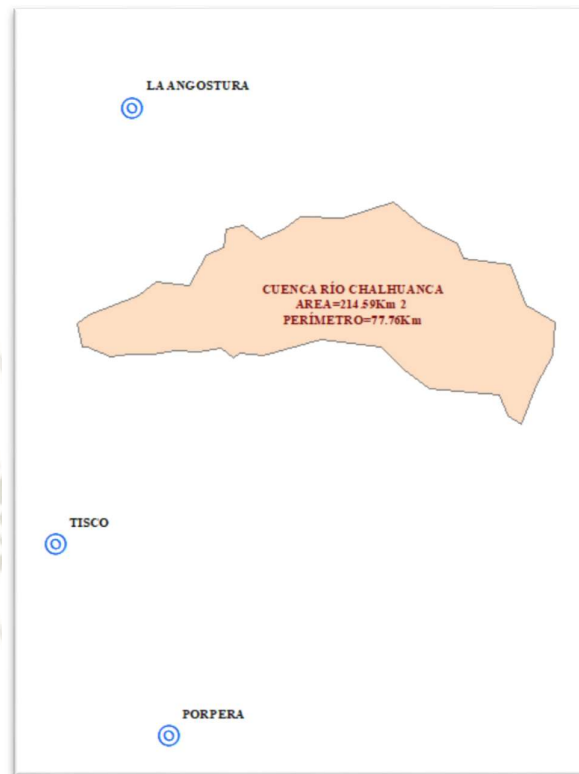 LA ANGOSTURA
CUENCA RÍO CHALHUANCA
AREA=214.59Km 2
PERÍMETRO=77.76Km
TISCO
PORPERA